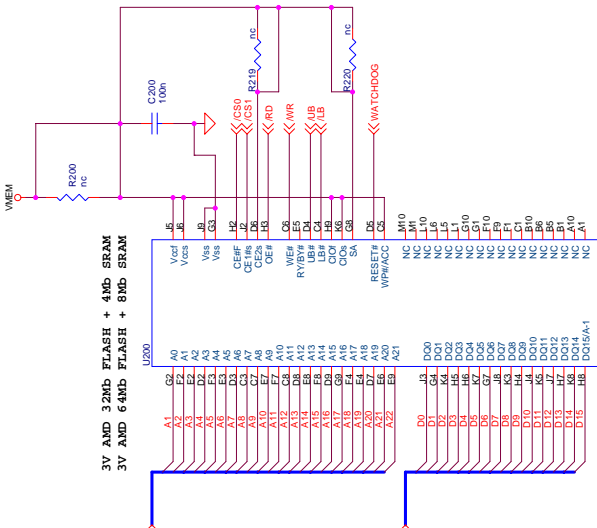 VMEM
R200
nc
C200
100n
R219
nc
R220
nc
/CS0
/CS1
/RD
/WR
/UB
/LB
WATCHDOG
3V AMD 32Mb FLASH + 4Mb SRAM
3V AMD 64Mb FLASH + 8Mb SRAM
U200
J5 Vccf
J6 Vccs
J9 Vss
G3 Vss
H2 CE#F
J2 CE1#s
D6 CE2s
H3 OE#
C6 WE#
E5 RY/BY#
D4 UB#
C4 LB#
H9 CIOf
K6 CIOs
G8 SA
D5 RESET#
C5 WP#/ACC
M10 NC
M1 NC
L10 NC
L6 NC
L5 NC
L1 NC
G10 NC
G1 NC
F10 NC
F9 NC
F1 NC
C1 NC
B10 NC
B6 NC
B5 NC
B1 NC
A10 NC
A1 NC
A0 G2 A1
A1 F2 A2
A2 E2 A3
A3 D2 A4
A4 F3 A5
A5 E3 A6
A6 D3 A7
A7 C3 A8
A8 C7 A9
A9 E7 A10
A10 F7 A11
A11 C8 A12
A12 D8 A13
A13 E8 A14
A14 F8 A15
A15 D9 A16
A16 G9 A17
A17 F4 A18
A18 E4 A19
A19 D7 A20
A20 E6 A21
A21 E9 A22
DQ0 J3 D0
DQ1 G4 D1
DQ2 K4 D2
DQ3 H5 D3
DQ4 H6 D4
DQ5 K7 D5
DQ6 G7 D6
DQ7 J8 D7
DQ8 K3 D8
DQ9 H4 D9
DQ10 J4 D10
DQ11 K5 D11
DQ12 J7 D12
DQ13 H7 D13
DQ14 K8 D14
DQ15/A-1 H8 D15